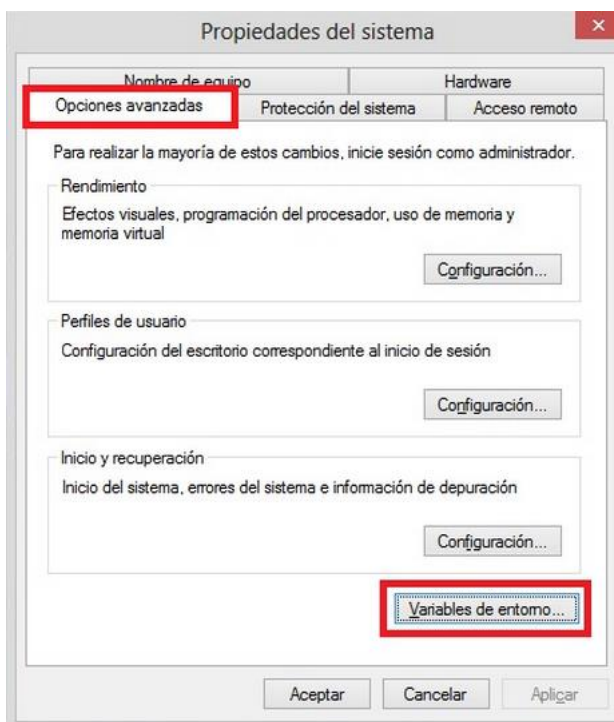 Propiedades del sistema
Nombre de equipo
Hardware
Opciones avanzadas
Protección del sistema
Acceso remoto
Para realizar la mayoría de estos cambios, inicie sesión como administrador.
Rendimiento
Efectos visuales, programación del procesador, uso de memoria y
memoria virtual
Configuración...
Perfiles de usuario
Configuración del escritorio correspondiente al inicio de sesión
Configuración...
Inicio y recuperación
Inicio del sistema, errores del sistema e información de depuración
Configuración...
Variables de entorno...
Aceptar
Cancelar
Aplicar